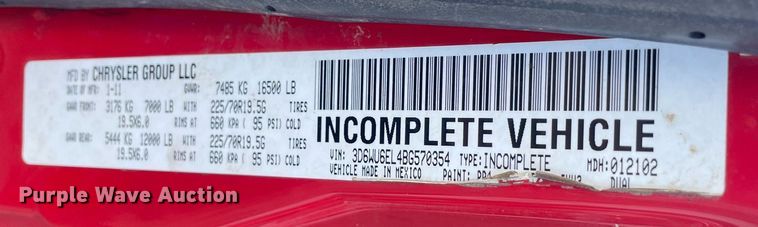 MFD BY CHRYSLER GROUP LLC
DATE OF MFR: 1-11 GVWR: 7485 KG 16500 LB
GAWR FRONT: 3176 KG 7000 LB WITH 225/70R19.5G TIRES
19.5X6.0 RIMS AT 660 KPA ( 95 PSI) COLD
GAWR REAR: 5444 KG 12000 LB WITH 225/70R19.5G TIRES
19.5X6.0 RIMS AT 660 KPA ( 95 PSI) COLD
INCOMPLETE VEHICLE
VIN: 3D6WU6EL4BG570354 TYPE: INCOMPLETE MDH: 012102
VEHICLE MADE IN MEXICO PAINT: DUAL
Purple Wave Auction